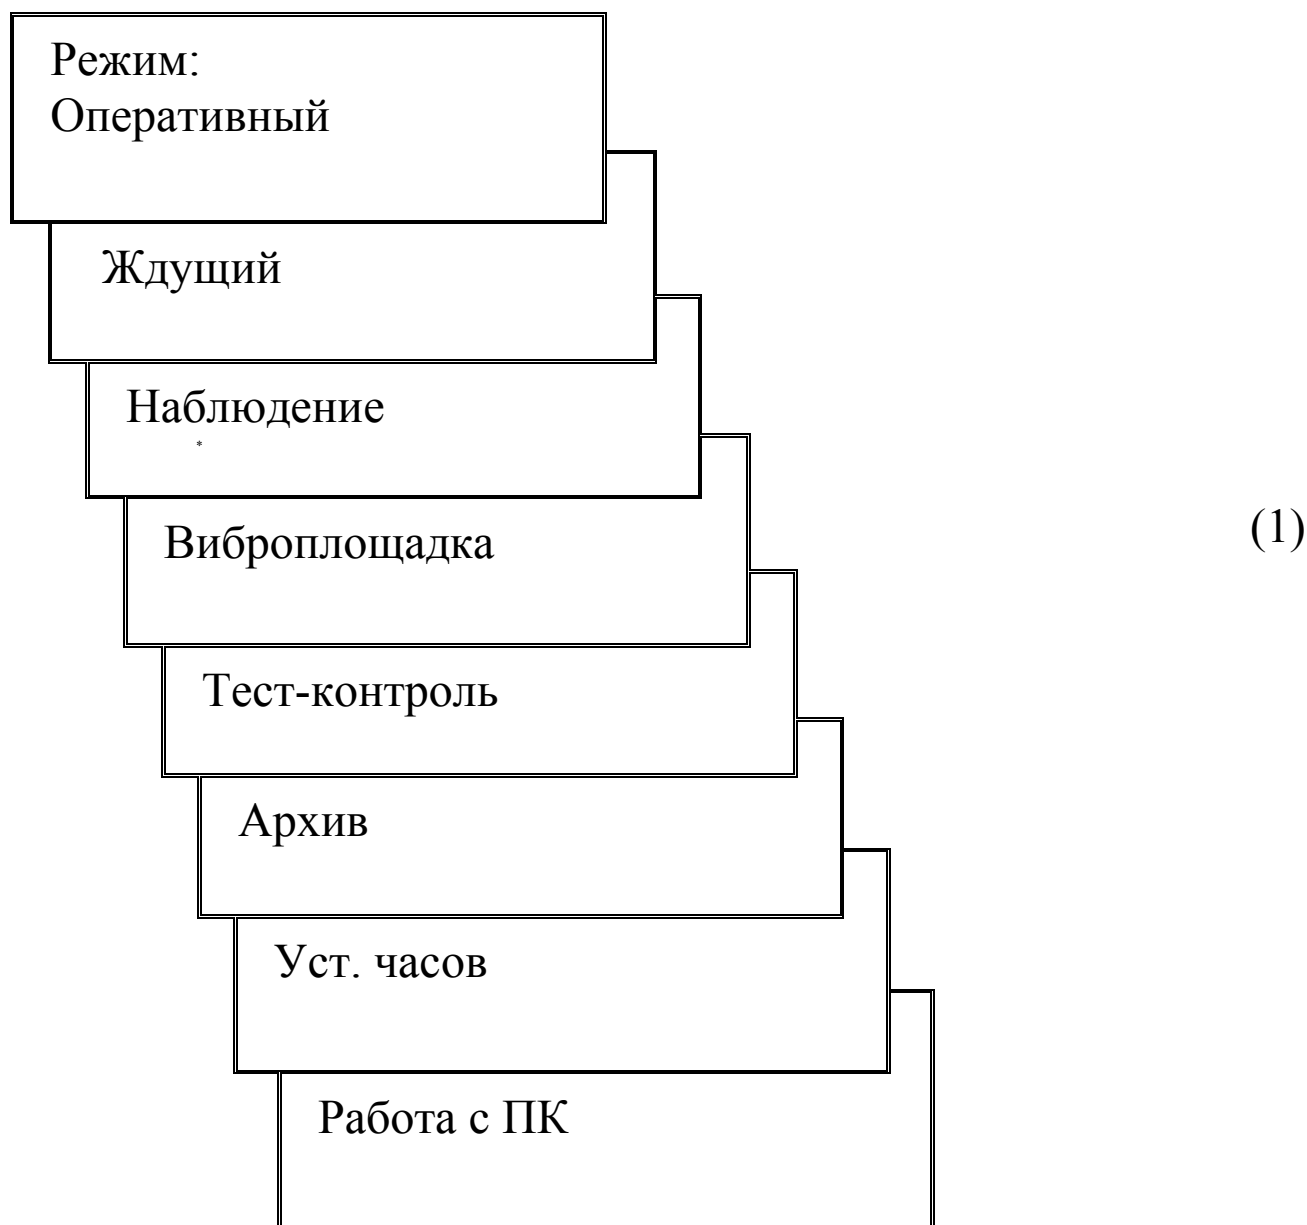 Режим:
Оперативный
Ждущий
Наблюдение
*
Виброплощадка
(1)
Тест-контроль
Архив
Уст. часов
Работа с ПК